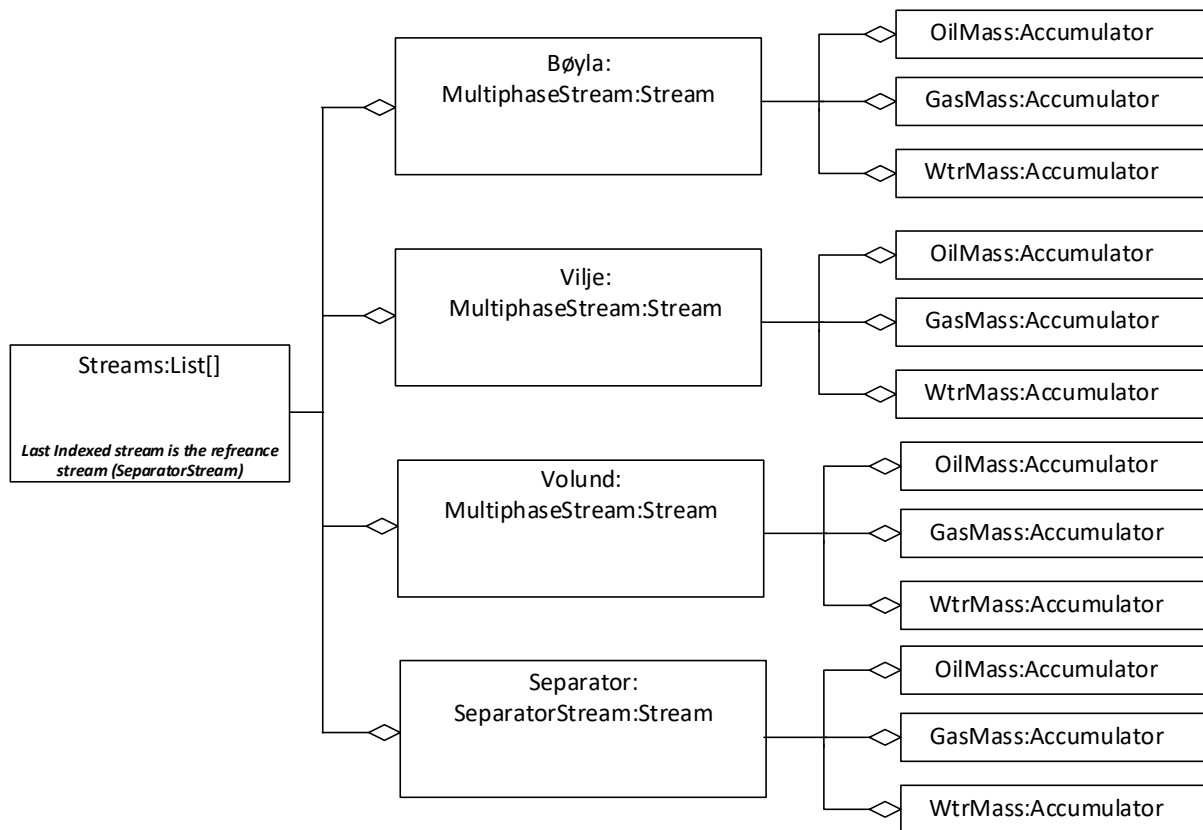 Streams:List[]
Last Indexed stream is the refreance
stream (SeparatorStream)
Bøyla:
MultiphaseStream:Stream
OilMass:Accumulator
GasMass:Accumulator
WtrMass:Accumulator
Vilje:
MultiphaseStream:Stream
OilMass:Accumulator
GasMass:Accumulator
WtrMass:Accumulator
Volund:
MultiphaseStream:Stream
OilMass:Accumulator
GasMass:Accumulator
WtrMass:Accumulator
Separator:
SeparatorStream:Stream
OilMass:Accumulator
GasMass:Accumulator
WtrMass:Accumulator